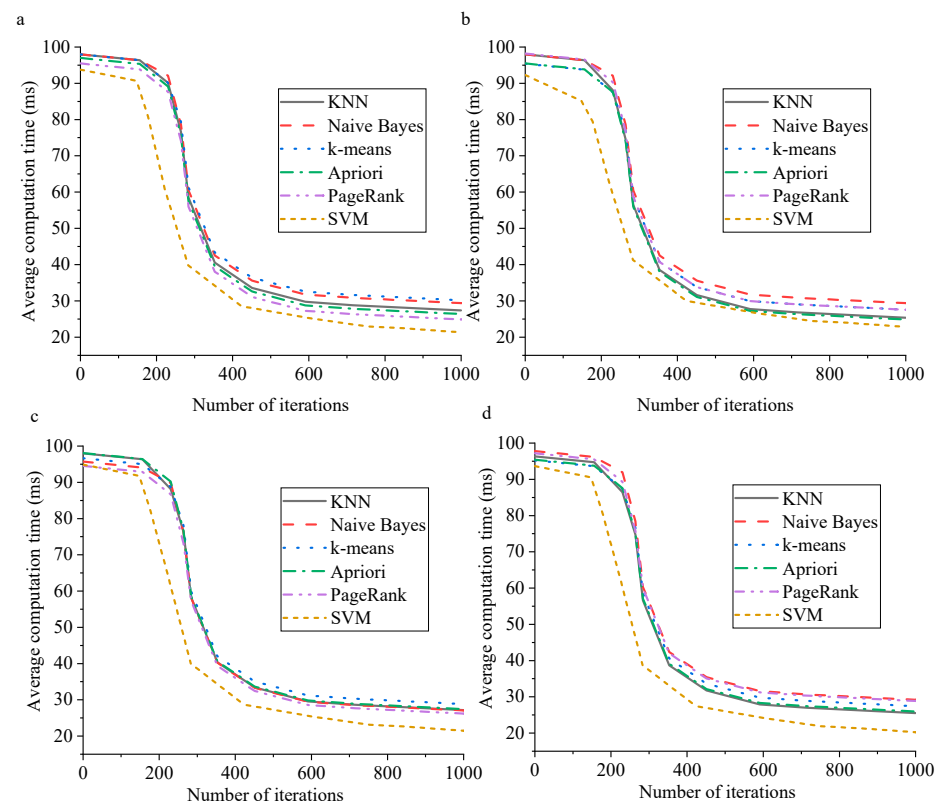 a
Average computation time (ms)
100
90
80
70
60
50
40
30
20
KNN
Naive Bayes
k-means
Apriori
PageRank
SVM
0
200
400
600
800
1000
Number of iterations
b
Average computation time (ms)
100
90
80
70
60
50
40
30
20
KNN
Naive Bayes
k-means
Apriori
PageRank
SVM
0
200
400
600
800
1000
Number of iterations
c
Average computation time (ms)
100
90
80
70
60
50
40
30
20
KNN
Naive Bayes
k-means
Apriori
PageRank
SVM
0
200
400
600
800
1000
Number of iterations
d
Average computation time (ms)
100
90
80
70
60
50
40
30
20
KNN
Naive Bayes
k-means
Apriori
PageRank
SVM
0
200
400
600
800
1000
Number of iterations